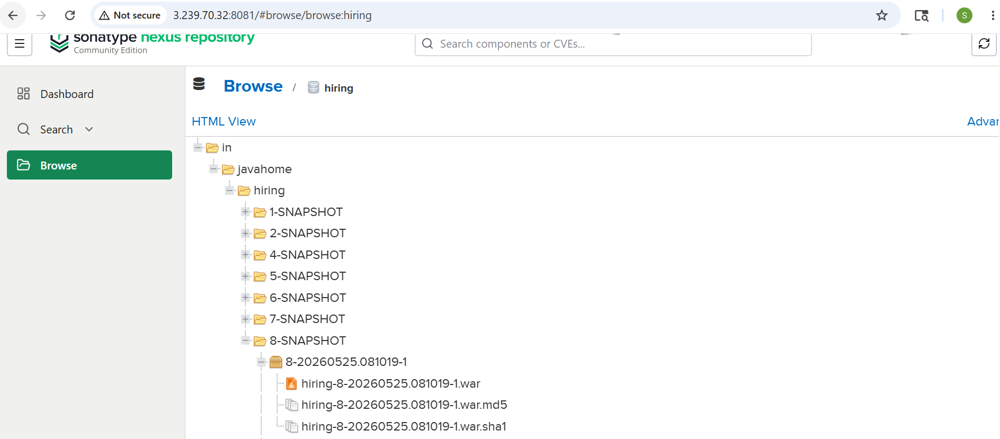 Not secure 3.239.70.32:8081/#browse/browse:hiring S
sonatype nexus repository
Community Edition
Search components or CVEs...
Dashboard
Search
Browse
Browse / hiring
HTML View
Advan
in
javahome
hiring
1-SNAPSHOT
2-SNAPSHOT
4-SNAPSHOT
5-SNAPSHOT
6-SNAPSHOT
7-SNAPSHOT
8-SNAPSHOT
8-20260525.081019-1
hiring-8-20260525.081019-1.war
hiring-8-20260525.081019-1.war.md5
hiring-8-20260525.081019-1.war.sha1